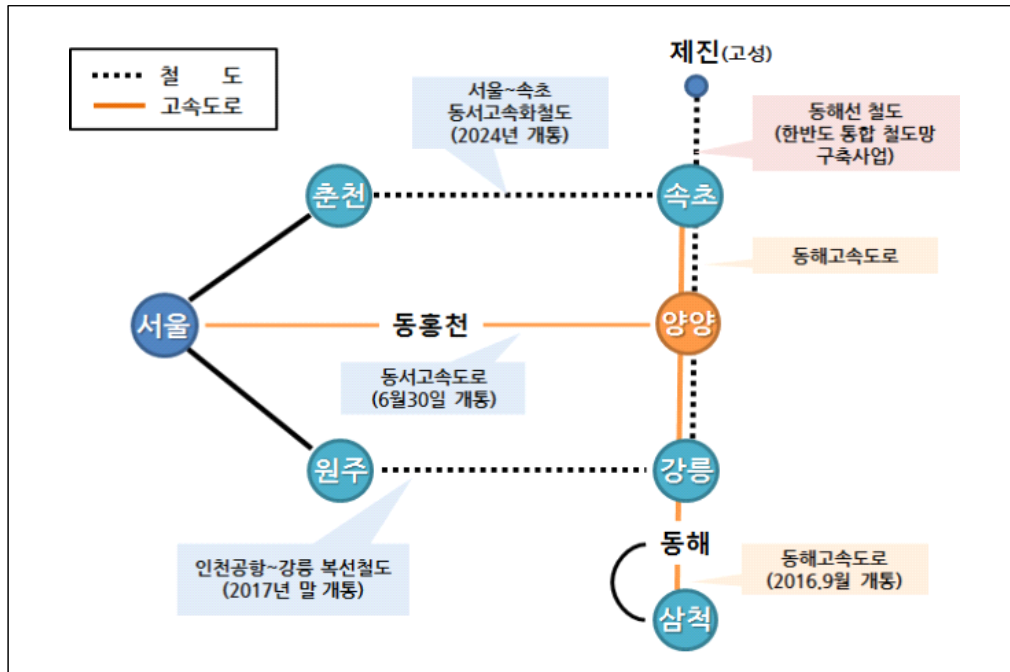 철 도
고속도로
제진(고성)
서울~속초
동서고속화철도
(2024년 개통)
동해선 철도
(한반도 통합 철도망
구축사업)
춘천
속초
동해고속도로
서울
동홍천
양양
동서고속도로
(6월30일 개통)
원주
강릉
인천공항~강릉 복선철도
(2017년 말 개통)
동해
동해고속도로
(2016.9월 개통)
삼척